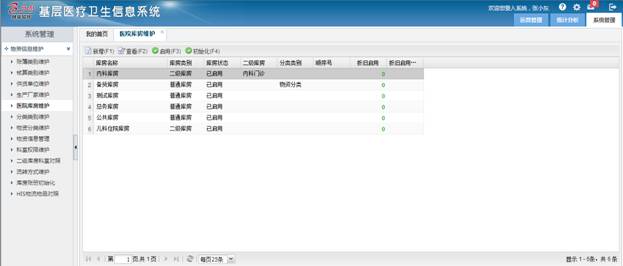 基层医疗卫生信息系统
欢迎您登入系统，张小东
运营管理 统计分析 系统管理
系统管理
物资信息维护
账簿类别维护
核算类别维护
供货单位维护
生产厂家维护
医院库房维护
分类类别维护
物资分类维护
物资信息管理
科室权限维护
二级库房科室对照
流转方式维护
库房账册初始化
HIS物流物品对照
我的首页 医院库房维护
新增(F1) 查看(F2) 启用(F3) 初始化(F4)
库房名称 库房类别 库房状态 二级库房 分类类别 顺序号 折旧启用 折旧启用…
1 内科库房 二级库房 已启用 内科门诊 0
2 备货库房 普通库房 已启用 物资分类 0
3 测试库房 普通库房 已启用 0
4 总务库房 普通库房 已启用 0
5 公共库房 普通库房 已启用 0
6 儿科住院库房 二级库房 已启用 0
第 1 页,共 1 页 每页25条
显示 1 - 6条，共 6 条